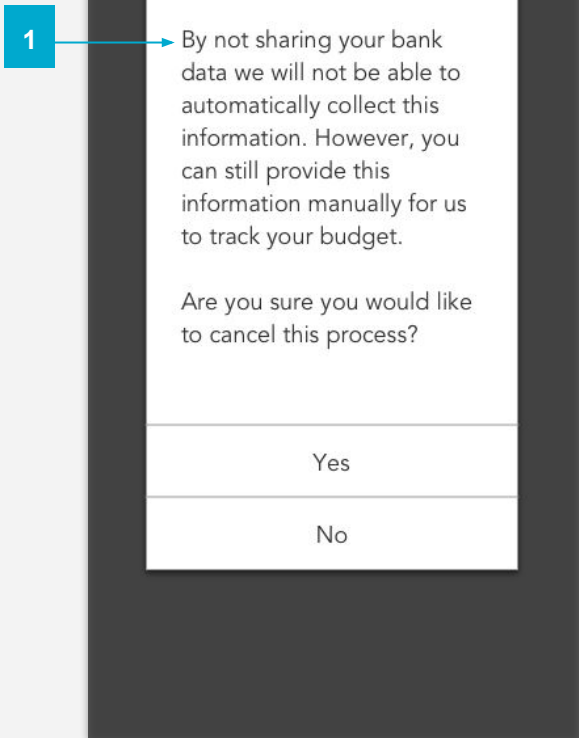 1
By not sharing your bank
data we will not be able to
automatically collect this
information. However, you
can still provide this
information manually for us
to track your budget.
Are you sure you would like
to cancel this process?
Yes
No